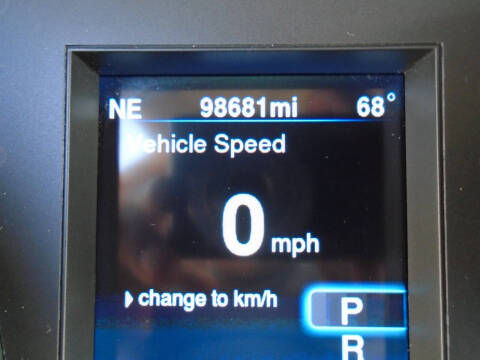 NE 98681mi 68°
Vehicle Speed
0 mph
change to km/h
P
R